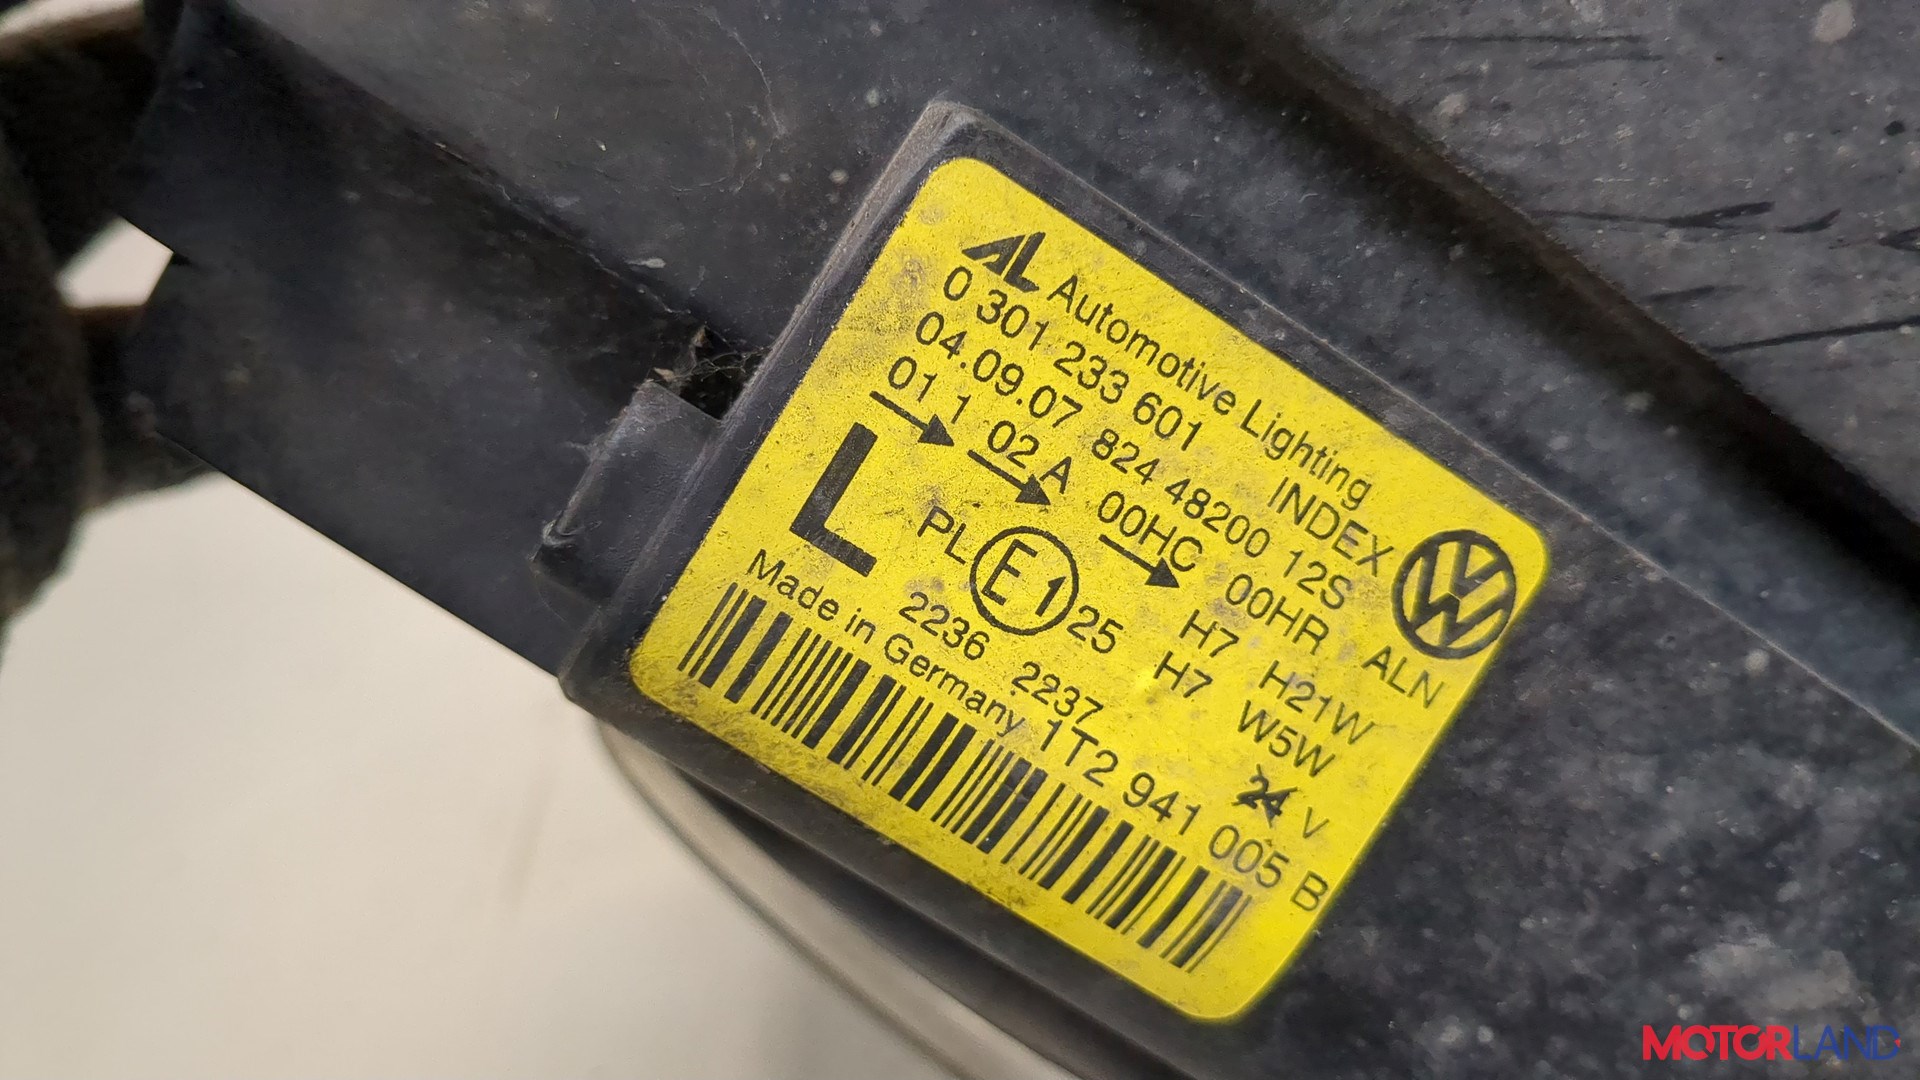 AL Automotive Lighting
0 301 233 601 INDEX
04.09.07 824 48200 12S
01 1 02 A 00HC 00HR ALN
L PL E1 25 H7 H21W
2236 2237 H7 W5W
24 V
Made in Germany 1T2 941 005 B
MOTORLAND